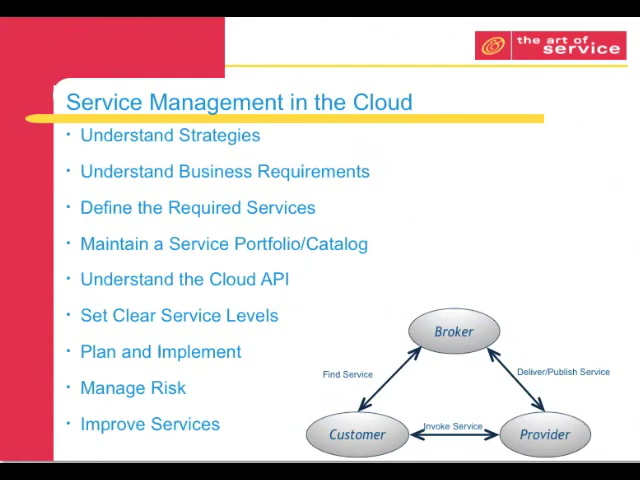 the art of
service
Service Management in the Cloud
· Understand Strategies
· Understand Business Requirements
· Define the Required Services
· Maintain a Service Portfolio/Catalog
· Understand the Cloud API
· Set Clear Service Levels
· Plan and Implement
· Manage Risk
· Improve Services
Broker
Find Service
Deliver/Publish Service
Customer
Invoke Service
Provider